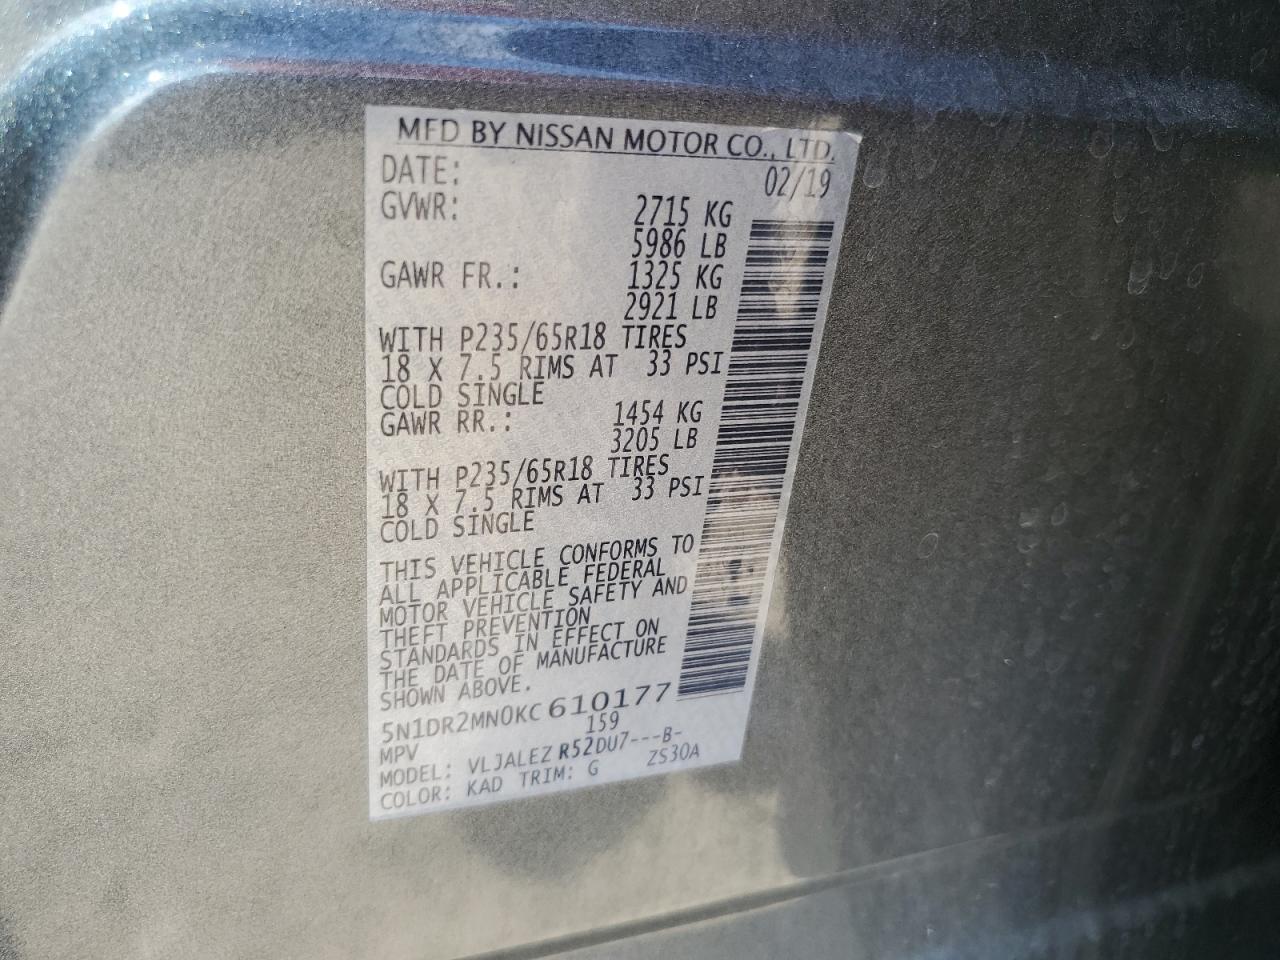 MFD BY NISSAN MOTOR CO., LTD.
DATE: 02/19
GVWR: 2715 KG
5986 LB
GAWR FR.: 1325 KG
2921 LB
WITH P235/65R18 TIRES
18 X 7.5 RIMS AT 33 PSI
COLD SINGLE
GAWR RR.: 1454 KG
3205 LB
WITH P235/65R18 TIRES
18 X 7.5 RIMS AT 33 PSI
COLD SINGLE
THIS VEHICLE CONFORMS TO
ALL APPLICABLE FEDERAL
MOTOR VEHICLE SAFETY AND
THEFT PREVENTION
STANDARDS IN EFFECT ON
THE DATE OF MANUFACTURE
SHOWN ABOVE.
5N1DR2MN0KC610177
MPV 159
MODEL: VLJALEZ R52DU7---B-
COLOR: KAD TRIM: G ZS30A